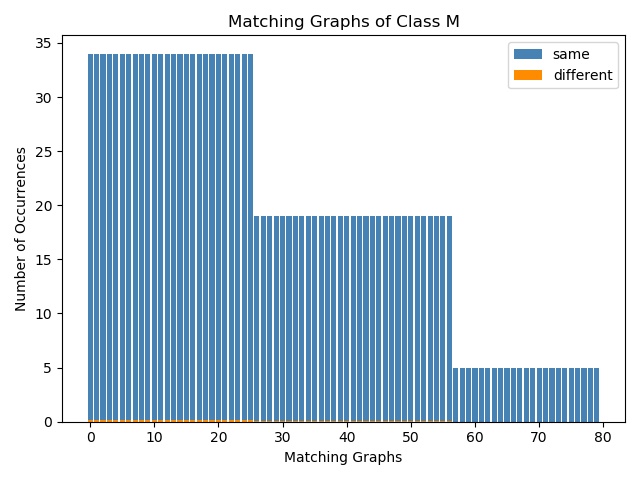 Matching Graphs of Class M
same
different
Number of Occurrences
35
30
25
20
15
10
5
0
0 10 20 30 40 50 60 70 80
Matching Graphs